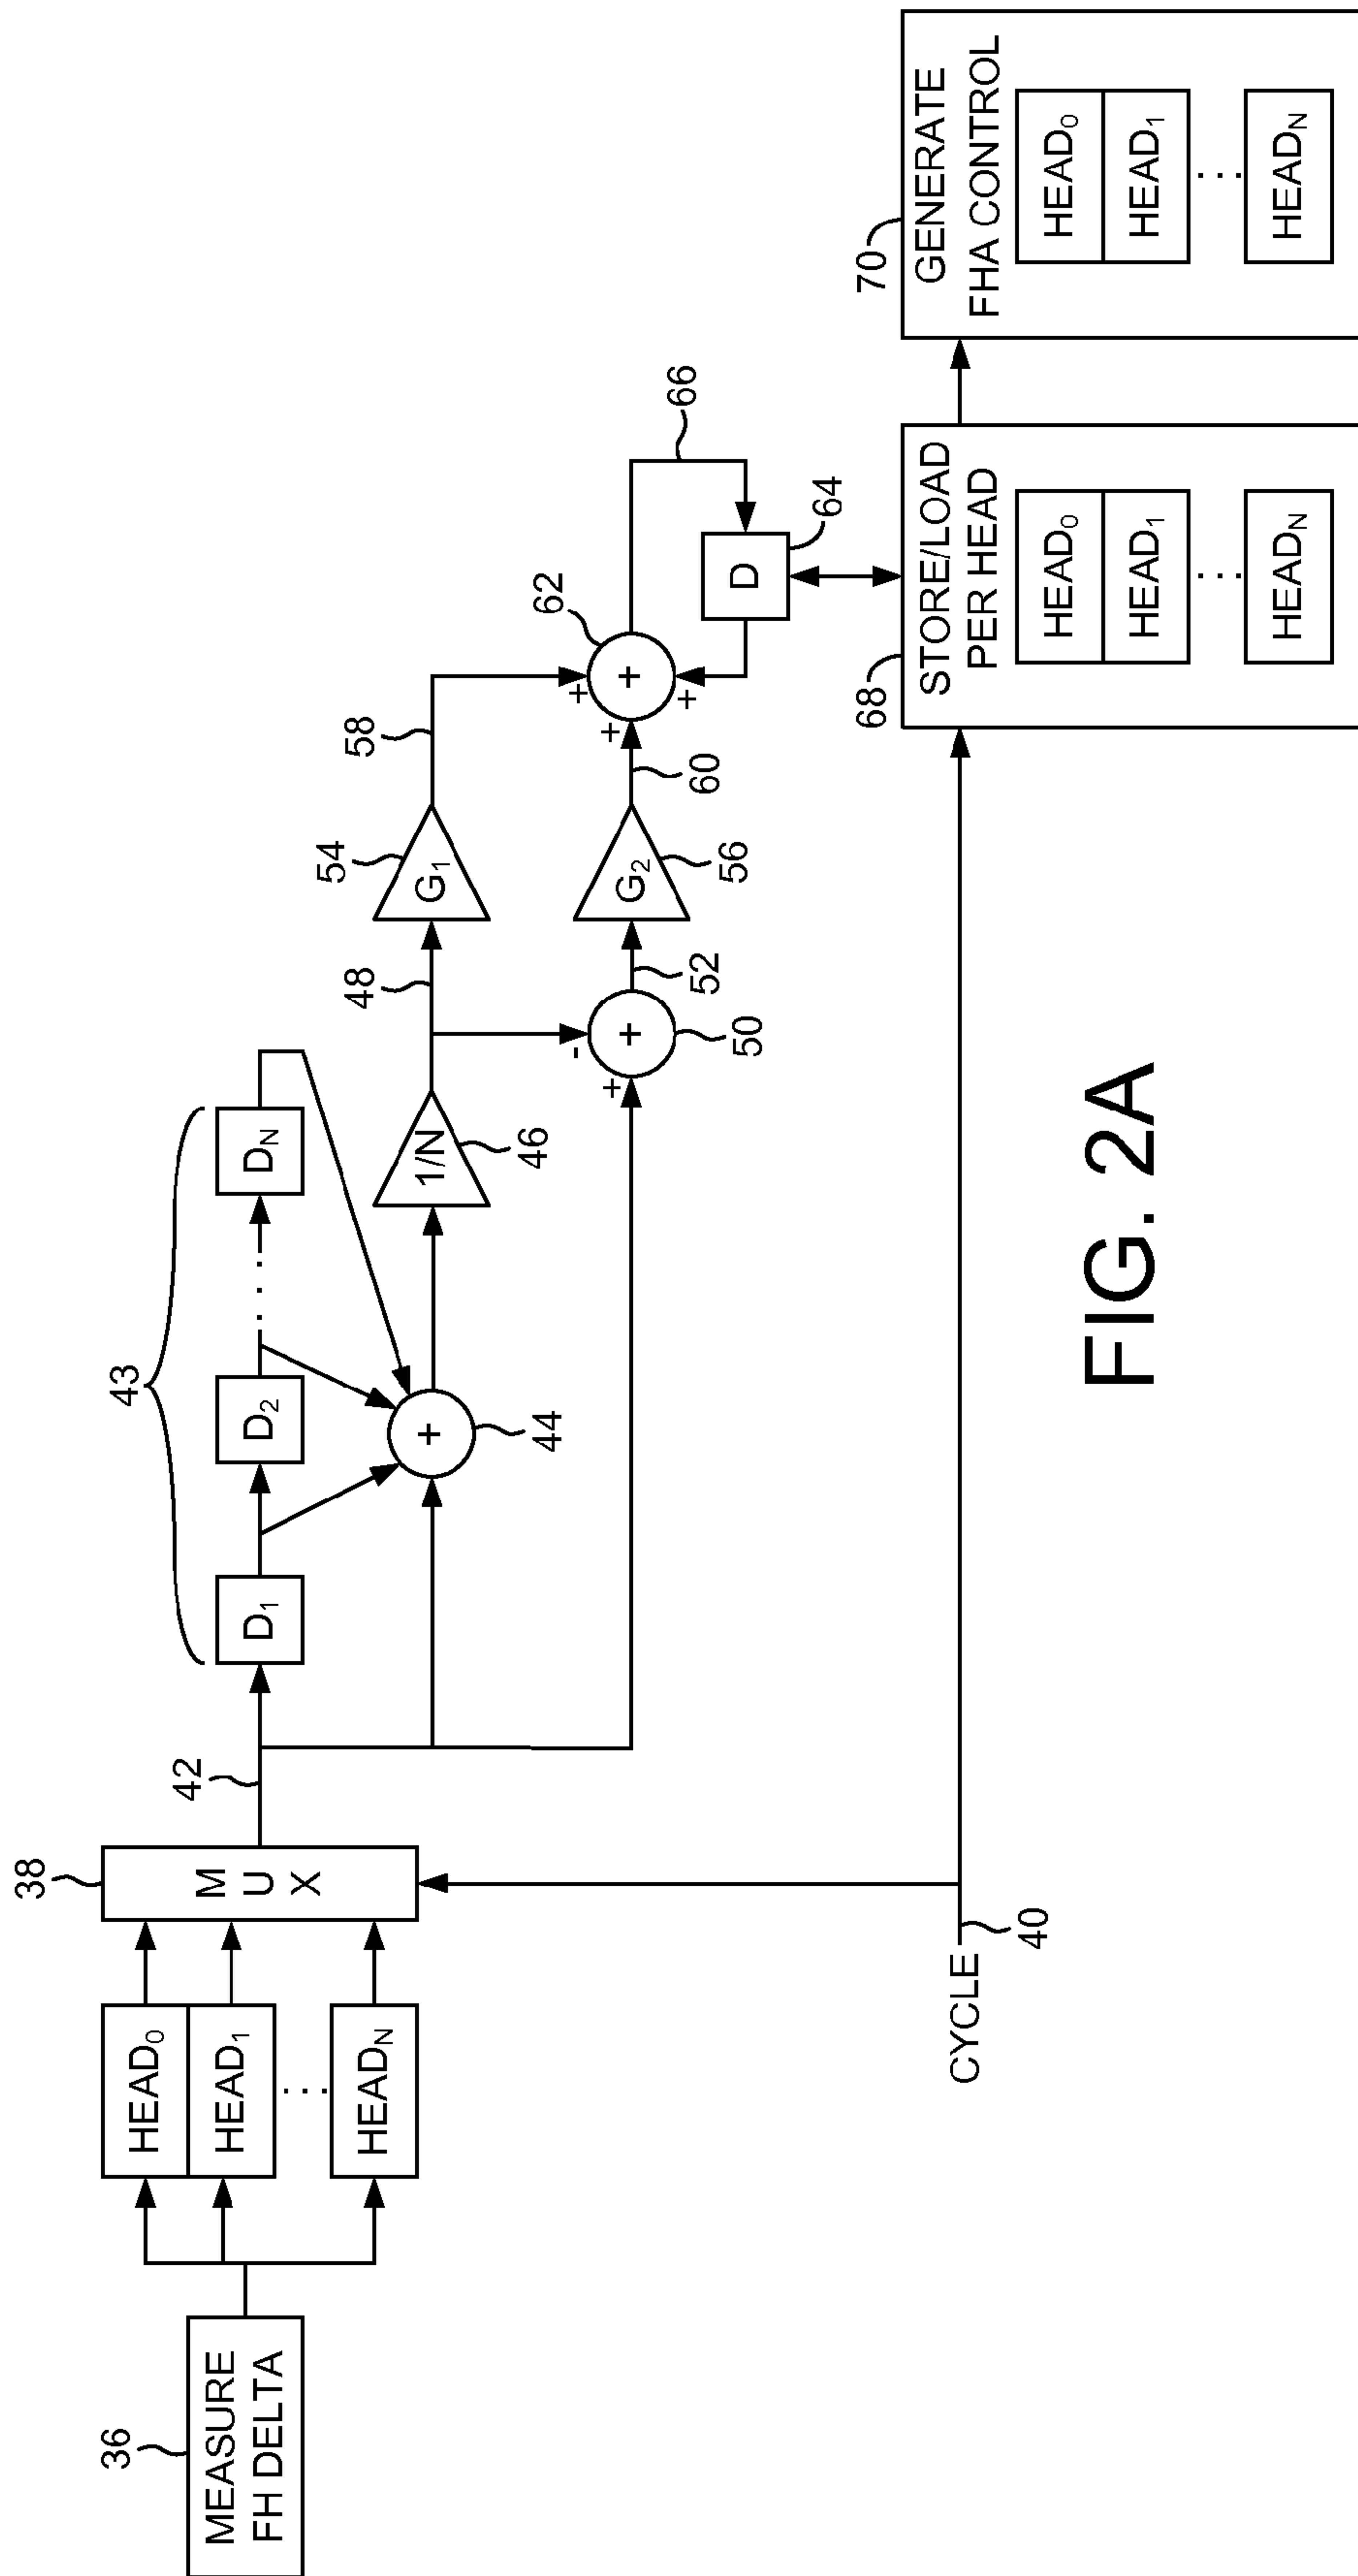 36
MEASURE
FH DELTA
HEAD0
HEAD1
. . .
HEADN
38
M
U
X
42
CYCLE
40
43
D1
D2
. . .
DN
+
44
1/N
46
48
-
+
+
50
52
54
G1
58
G2
56
60
62
+
+
+
+
66
D
64
68
STORE/LOAD
PER HEAD
HEAD0
HEAD1
. . .
HEADN
70
GENERATE
FHA CONTROL
HEAD0
HEAD1
. . .
HEADN
FIG. 2A